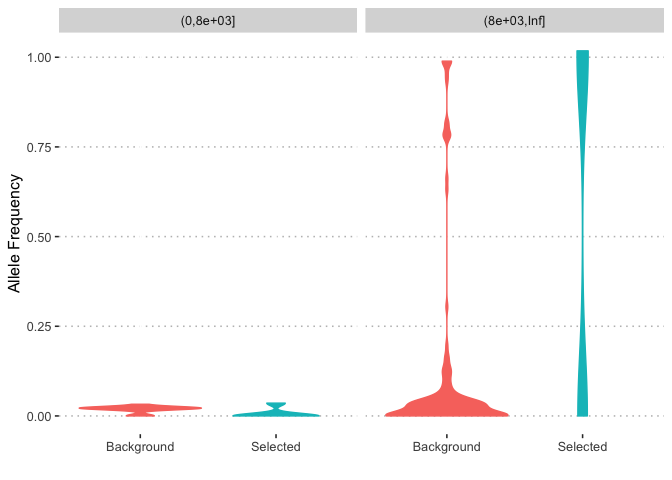 (0,8e+03]
(8e+03,Inf]
Allele Frequency
1.00
0.75
0.50
0.25
0.00
Background
Selected
Background
Selected